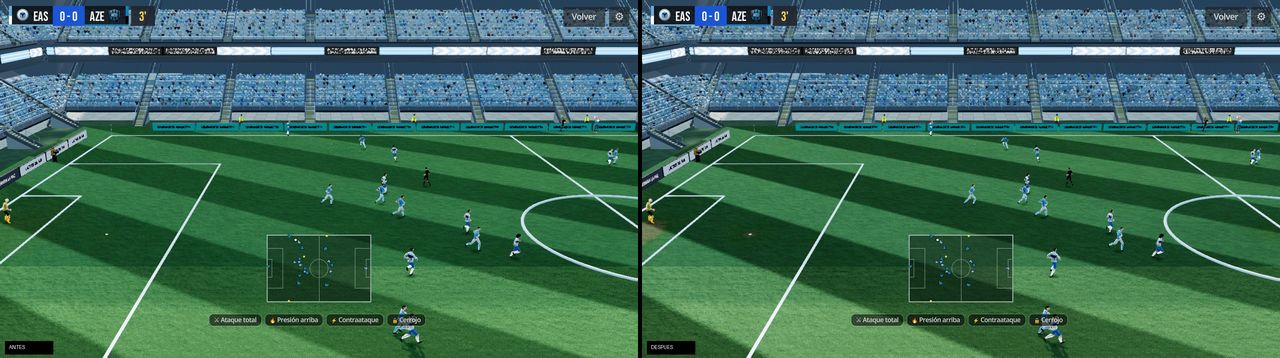 EAS 0-0 AZE 3'
Volver
Ataque total
Presión arriba
Contraataque
Cerrojo
ANTES
EAS 0-0 AZE 3'
Volver
Ataque total
Presión arriba
Contraataque
Cerrojo
DESPUES